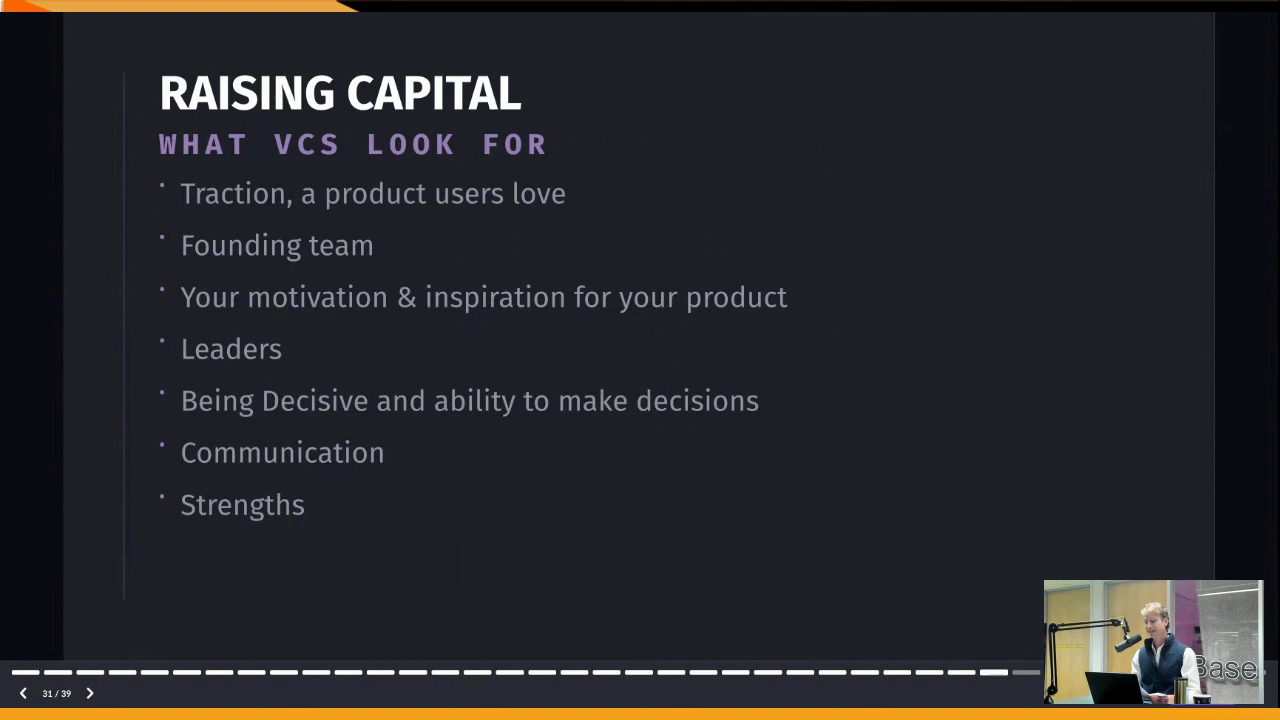 RAISING CAPITAL
WHAT VCS LOOK FOR
Traction, a product users love
Founding team
Your motivation & inspiration for your product
Leaders
Being Decisive and ability to make decisions
Communication
Strengths
Base
31 / 39